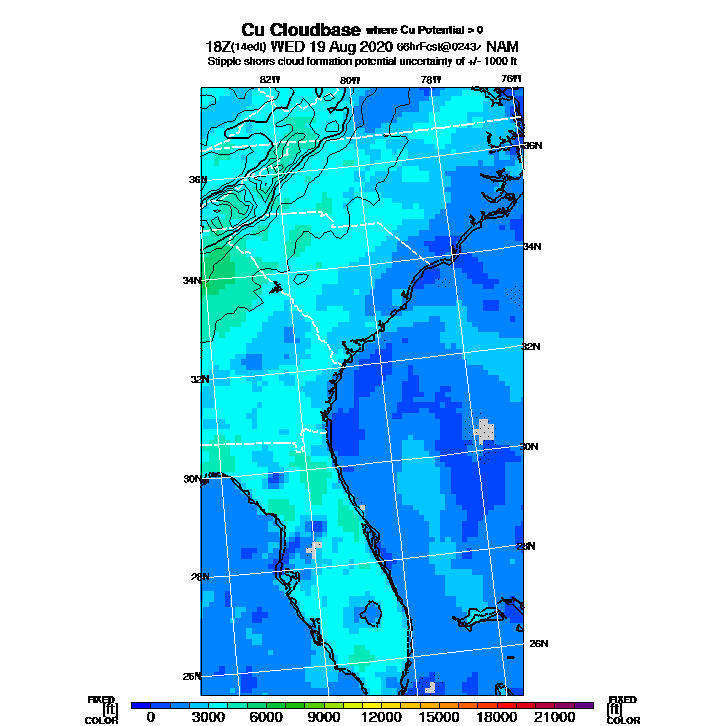 Cu Cloudbase where Cu Potential > 0
18Z(14edt) WED 19 Aug 2020 66hrFcst@0243z NAM
Stipple shows cloud formation potential uncertainty of +/- 1000 ft
82W 80W 78W 76W
36N
36N
34N
34N
32N
32N
30N
30N
28N
28N
26N
26N
FIXED FIXED
[ft] [ft]
COLOR COLOR
0 3000 6000 9000 12000 15000 18000 21000